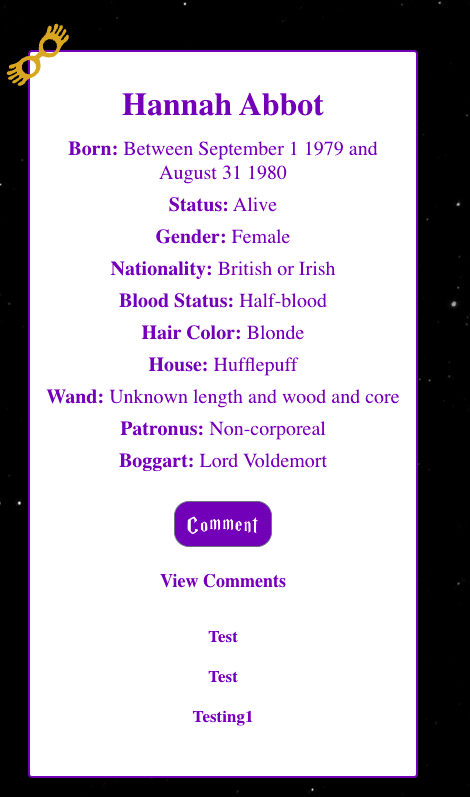 Hannah Abbot
Born: Between September 1 1979 and
August 31 1980
Status: Alive
Gender: Female
Nationality: British or Irish
Blood Status: Half-blood
Hair Color: Blonde
House: Hufflepuff
Wand: Unknown length and wood and core
Patronus: Non-corporeal
Boggart: Lord Voldemort
Comment
View Comments
Test
Test
Testing1